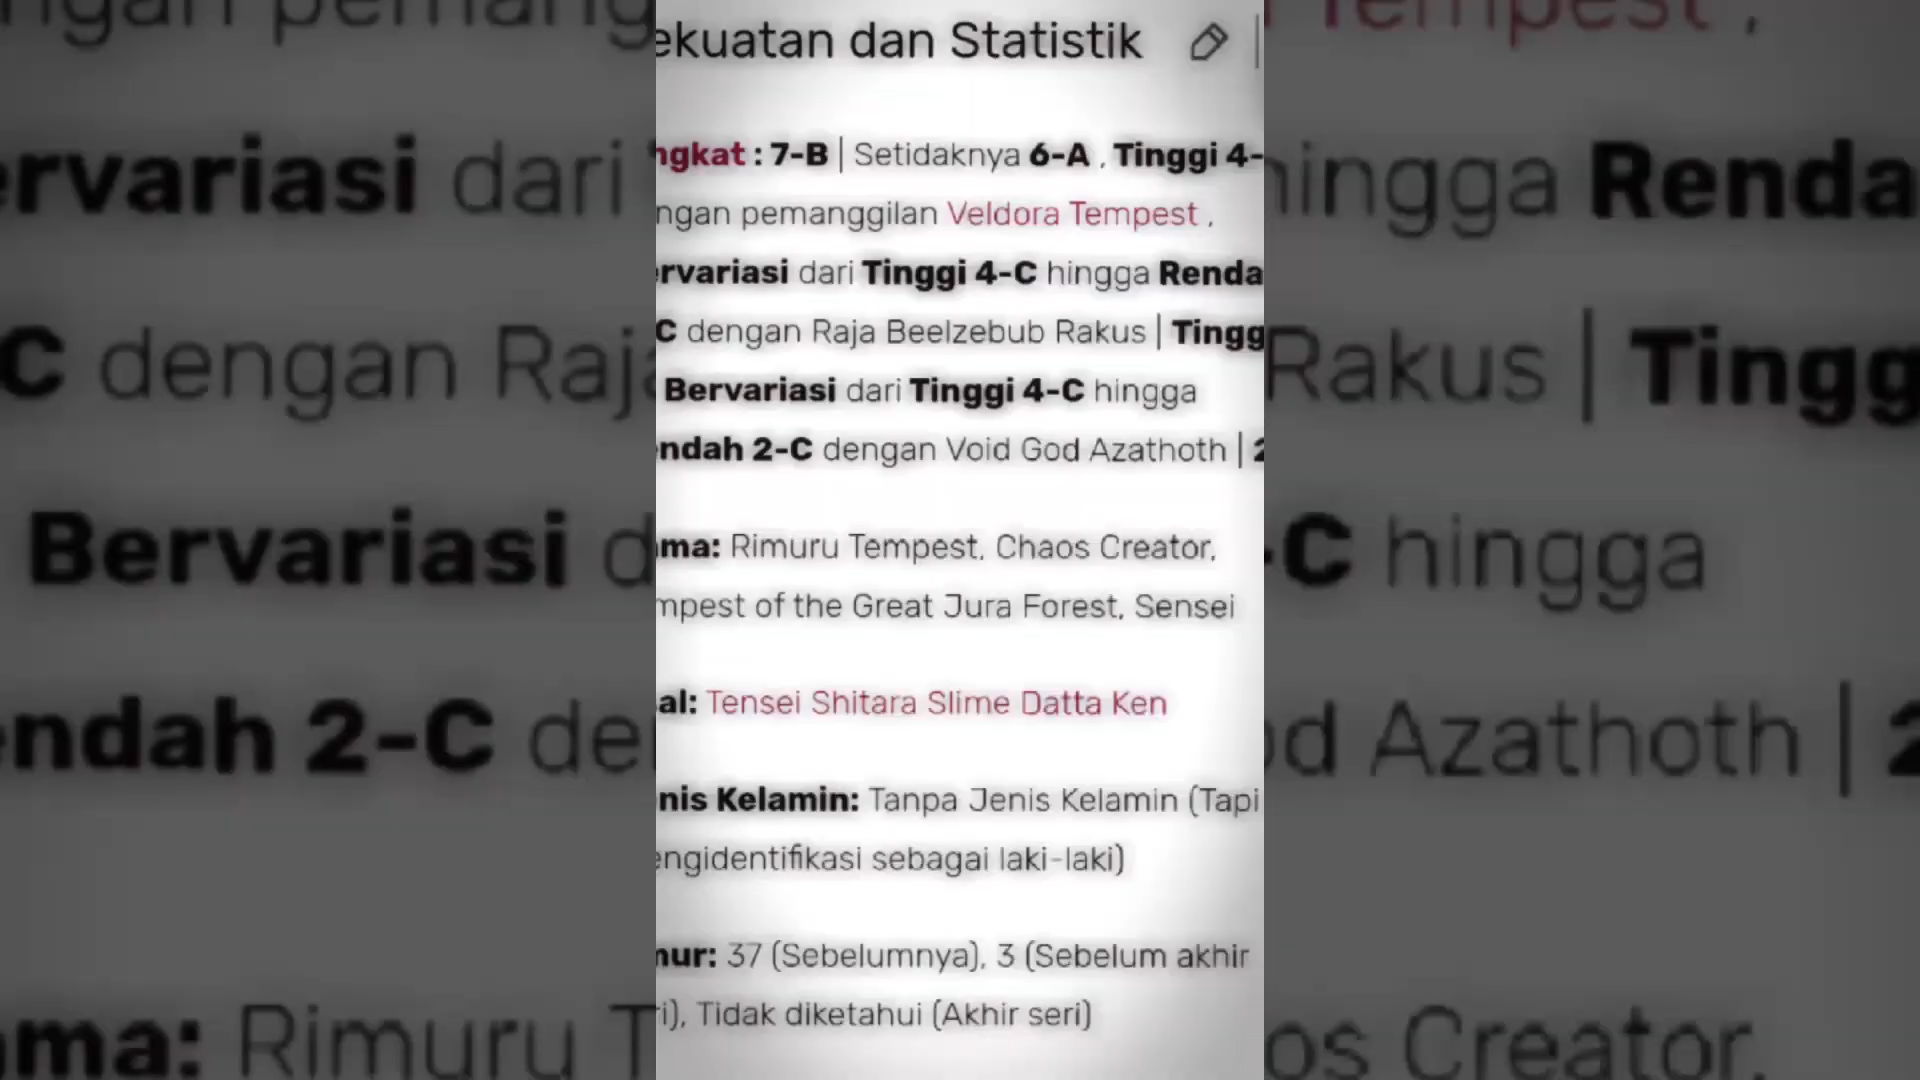 ekuatan dan Statistik
ngkat : 7-B | Setidaknya 6-A , Tinggi 4-
ngan pemanggilan Veldora Tempest ,
rvariasi dari Tinggi 4-C hingga Renda
C dengan Raja Beelzebub Rakus | Tingg
Bervariasi dari Tinggi 4-C hingga
ndah 2-C dengan Void God Azathoth | 2
ma: Rimuru Tempest, Chaos Creator,
mpest of the Great Jura Forest, Sensei
al: Tensei Shitara Slime Datta Ken
nis Kelamin: Tanpa Jenis Kelamin (Tapi
engidentifikasi sebagai laki-laki)
mur: 37 (Sebelumnya), 3 (Sebelum akhir
i), Tidak diketahui (Akhir seri)